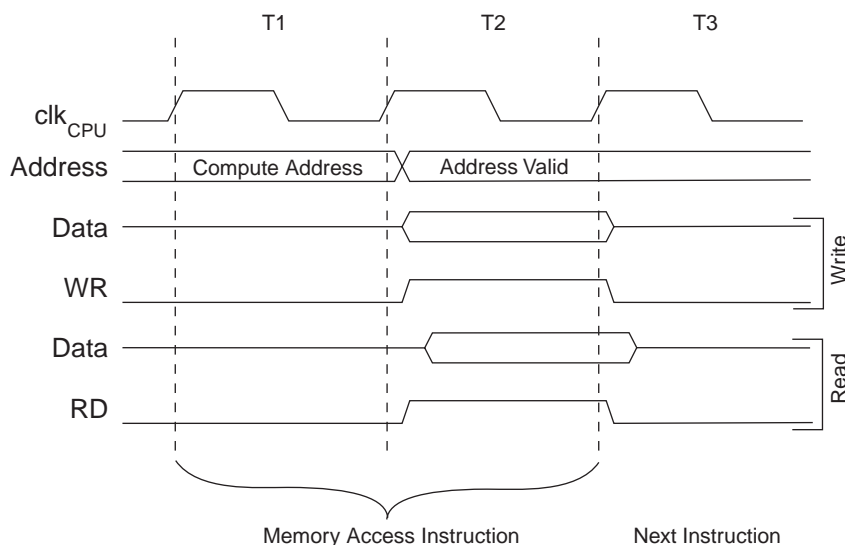 T1 T2 T3
clkCPU
Address Compute Address Address Valid
Data
WR
Write
Data
RD
Read
Memory Access Instruction Next Instruction